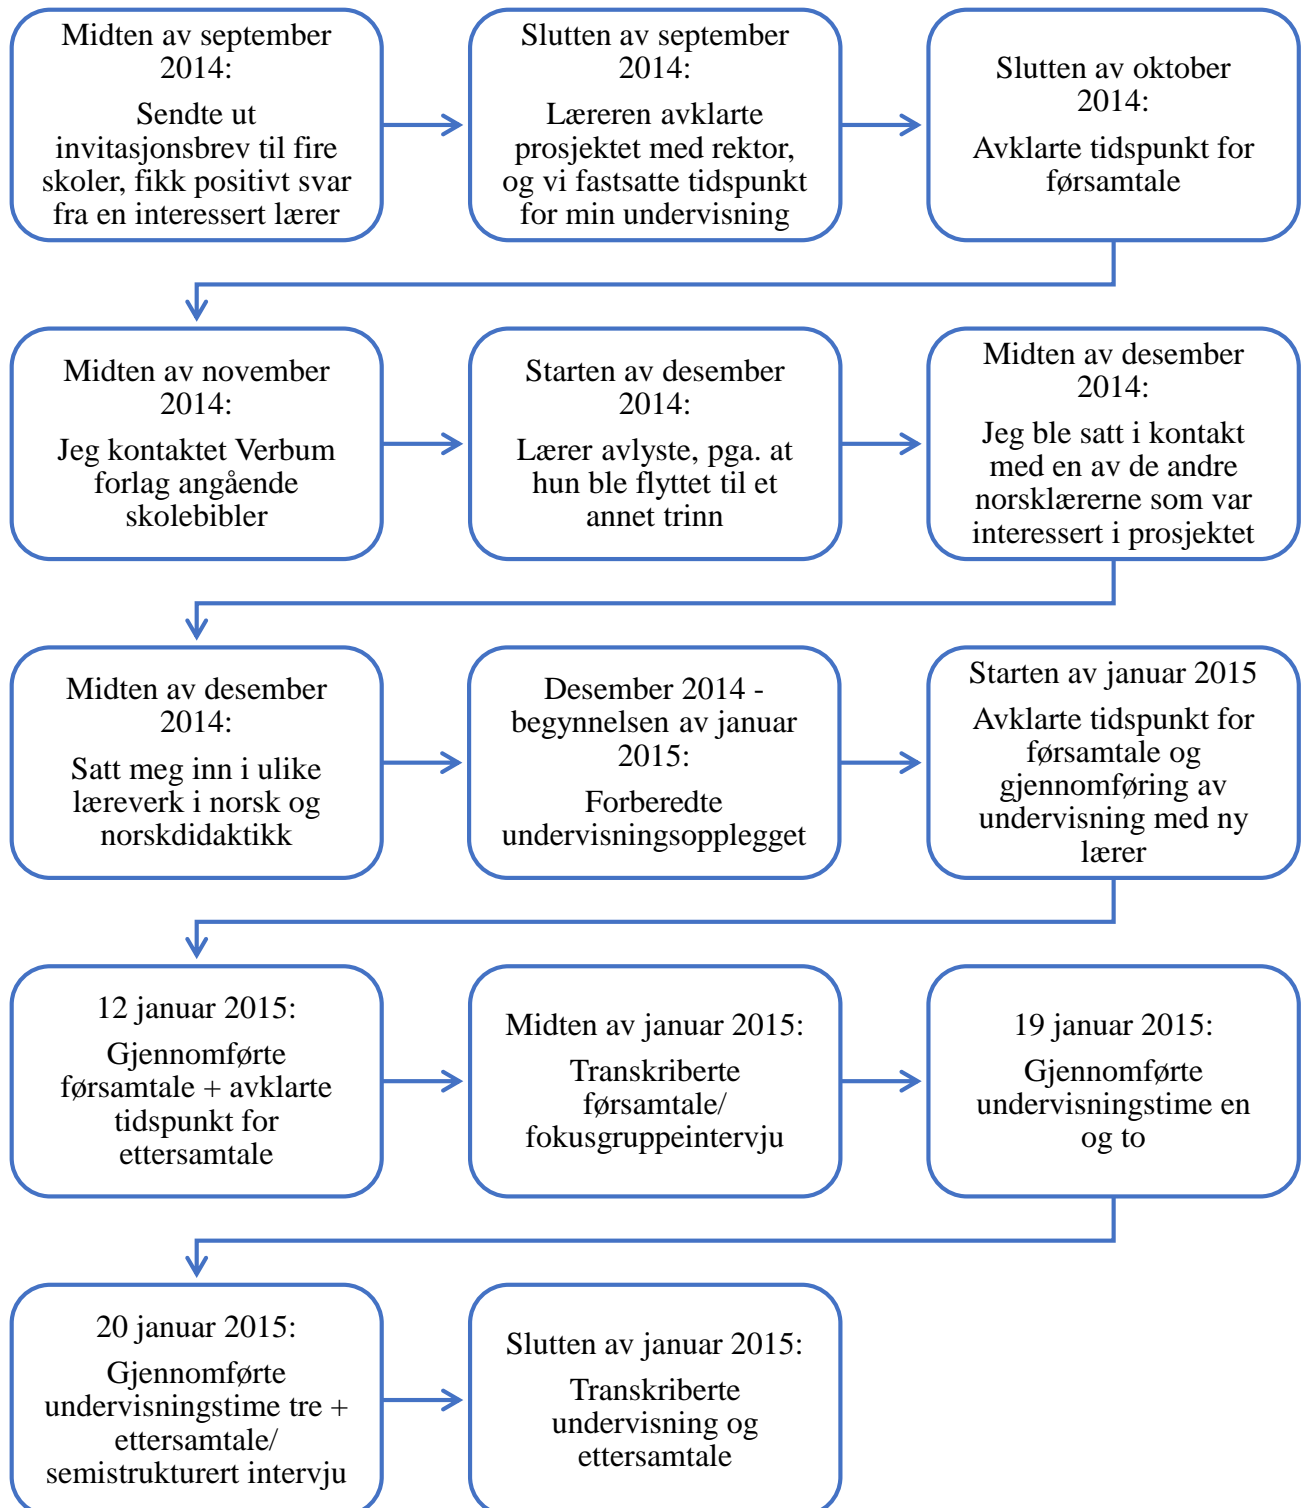 Midten av september
2014:
Sendte ut
invitasjonsbrev til fire
skoler, fikk positivt svar
fra en interessert lærer
Slutten av september
2014:
Læreren avklarte
prosjektet med rektor,
og vi fastsatte tidspunkt
for min undervisning
Slutten av oktober
2014:
Avklarte tidspunkt for
førsamtale
Midten av november
2014:
Jeg kontaktet Verbum
forlag angående
skolebibler
Starten av desember
2014:
Lærer avlyste, pga. at
hun ble flyttet til et
annet trinn
Midten av desember
2014:
Jeg ble satt i kontakt
med en av de andre
norsklærerne som var
interessert i prosjektet
Midten av desember
2014:
Satt meg inn i ulike
læreverk i norsk og
norskdidaktikk
Desember 2014 -
begynnelsen av januar
2015:
Forberedte
undervisningsopplegget
Starten av januar 2015
Avklarte tidspunkt for
førsamtale og
gjennomføring av
undervisning med ny
lærer
12 januar 2015:
Gjennomførte
førsamtale + avklarte
tidspunkt for
ettersamtale
Midten av januar 2015:
Transkriberte
førsamtale/
fokusgruppeintervju
19 januar 2015:
Gjennomførte
undervisningstime en
og to
20 januar 2015:
Gjennomførte
undervisningstime tre +
ettersamtale/
semistrukturert intervju
Slutten av januar 2015:
Transkriberte
undervisning og
ettersamtale